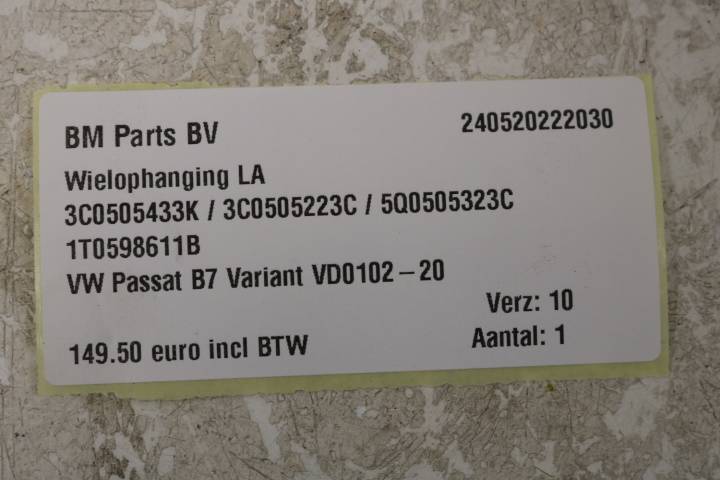 BM Parts BV 240520222030
Wielophanging LA
3C0505433K / 3C0505223C / 5Q0505323C
1T0598611B
VW Passat B7 Variant VD0102 – 20
Verz: 10
149.50 euro incl BTW Aantal: 1